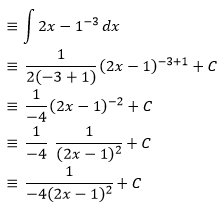 ≡ ∫ 2x − 1⁻³ dx
≡ 1/(2(−3 + 1)) (2x − 1)⁻³⁺¹ + C
≡ 1/−4 (2x − 1)⁻² + C
≡ 1/−4 1/(2x − 1)² + C
≡ 1/(−4(2x − 1)²) + C